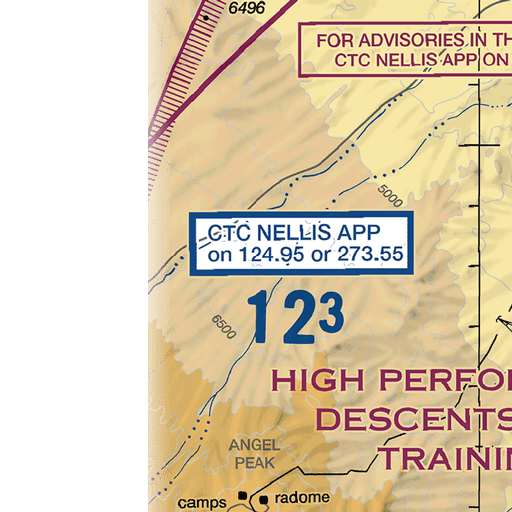 6496
FOR ADVISORIES IN TH
CTC NELLIS APP ON
5000
CTC NELLIS APP
on 124.95 or 273.55
123
6500
HIGH PERFO
DESCENTS
TRAINI
ANGEL
PEAK
camps
radome